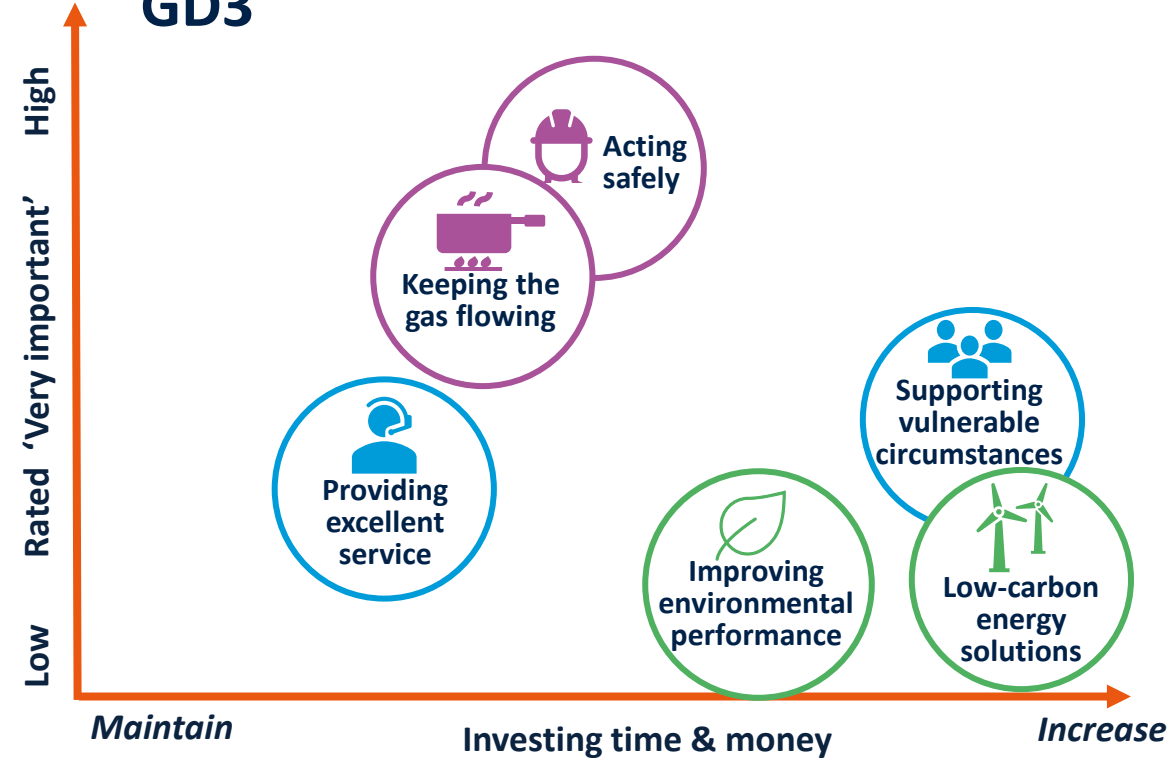 GD3
High
Rated 'Very important'
Low
Acting
safely
Keeping the
gas flowing
Providing
excellent
service
Supporting
vulnerable
circumstances
Improving
environmental
performance
Low-carbon
energy
solutions
Maintain
Investing time & money
Increase